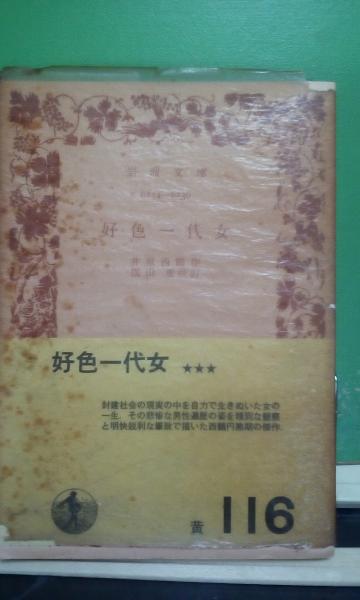 岩波文庫
好色一代女
井原西鶴作
横山重校訂
好色一代女 ★★★
封建社会の現実の中を自力で生きぬいた女の
一生．その悲惨な男性遍歴の姿を犀利な観察
と明快鋭利な筆致で描いた西鶴円熟期の傑作．
黄 116